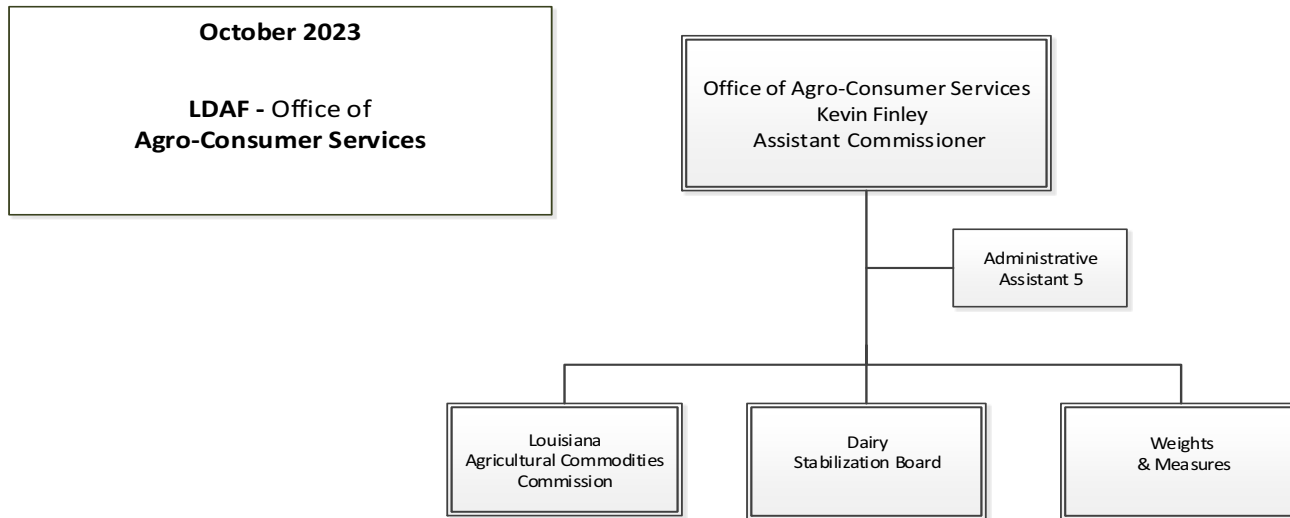 October 2023
LDAF - Office of
Agro-Consumer Services
Office of Agro-Consumer Services
Kevin Finley
Assistant Commissioner
Administrative
Assistant 5
Louisiana
Agricultural Commodities
Commission
Dairy
Stabilization Board
Weights
& Measures